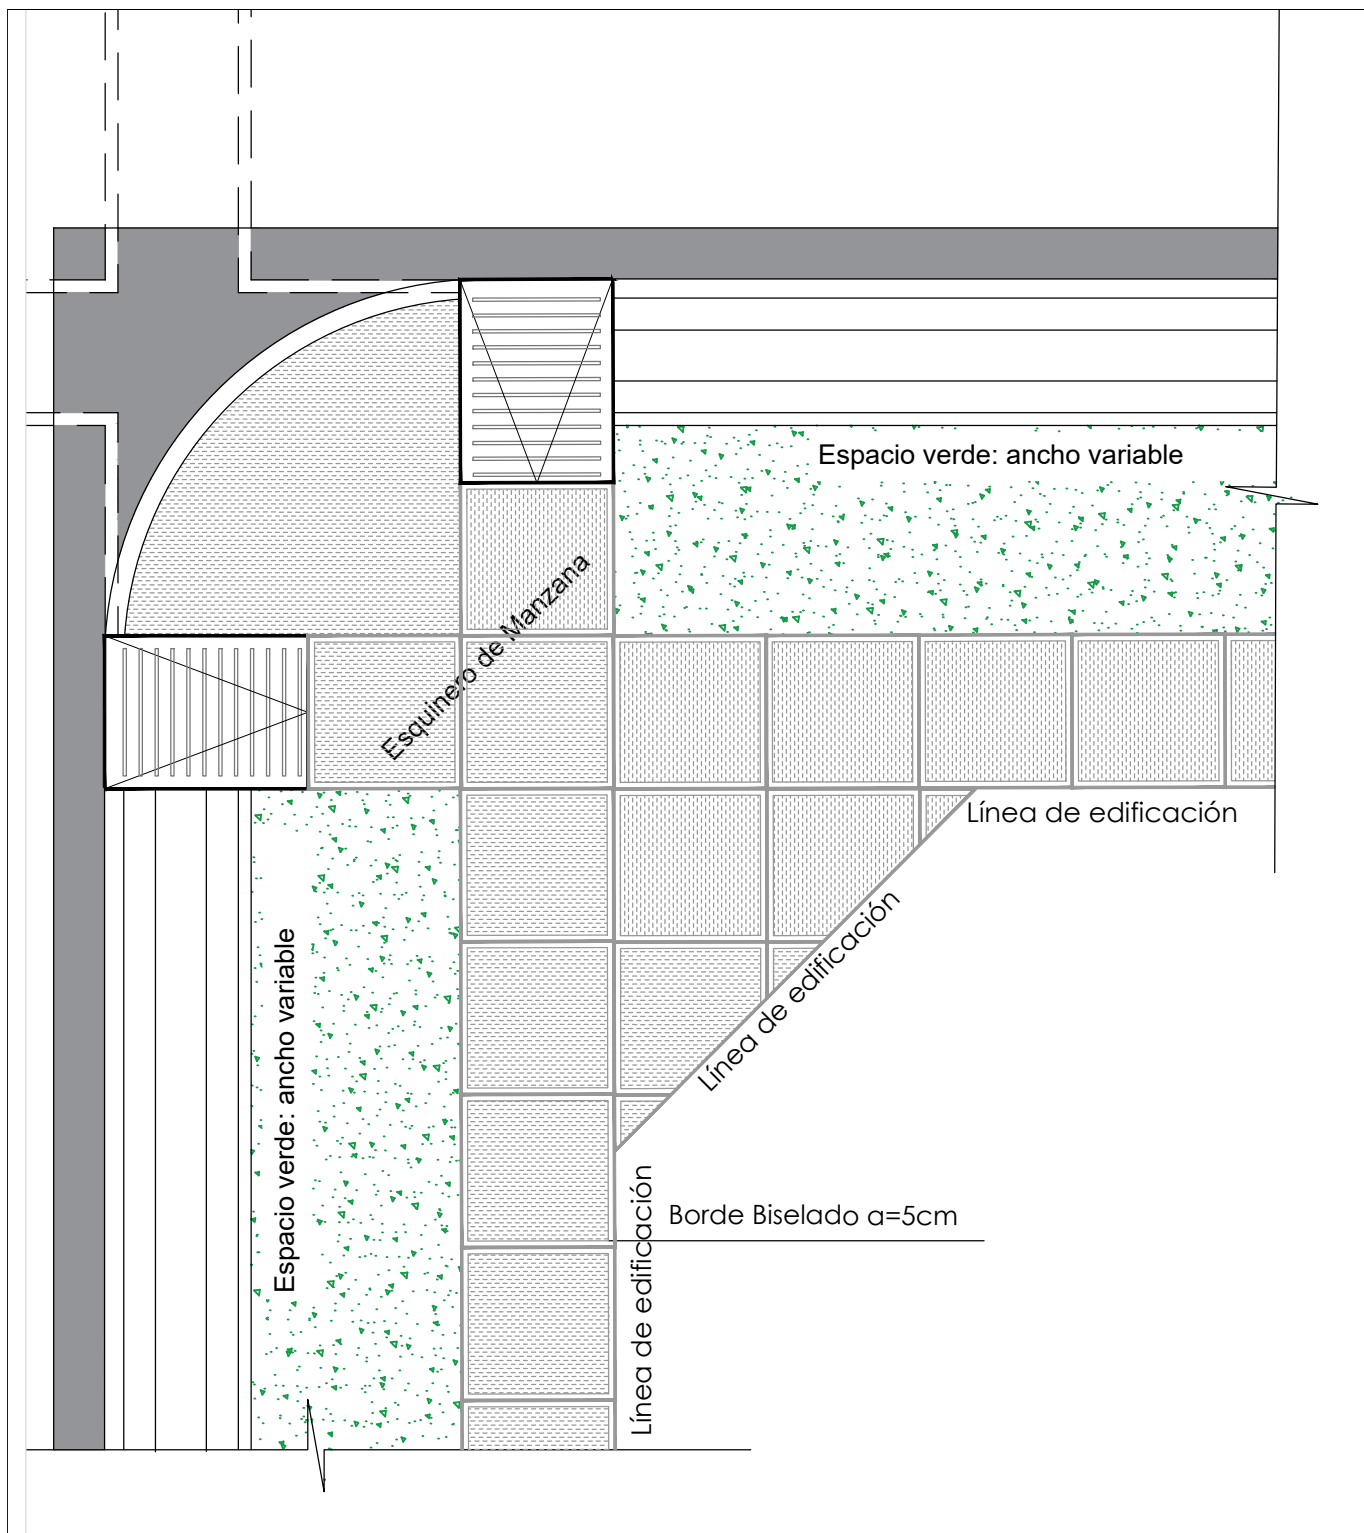 Espacio verde: ancho variable
Esquinero de Manzana
Línea de edificación
Línea de edificación
Espacio verde: ancho variable
Línea de edificación
Borde Biselado a=5cm